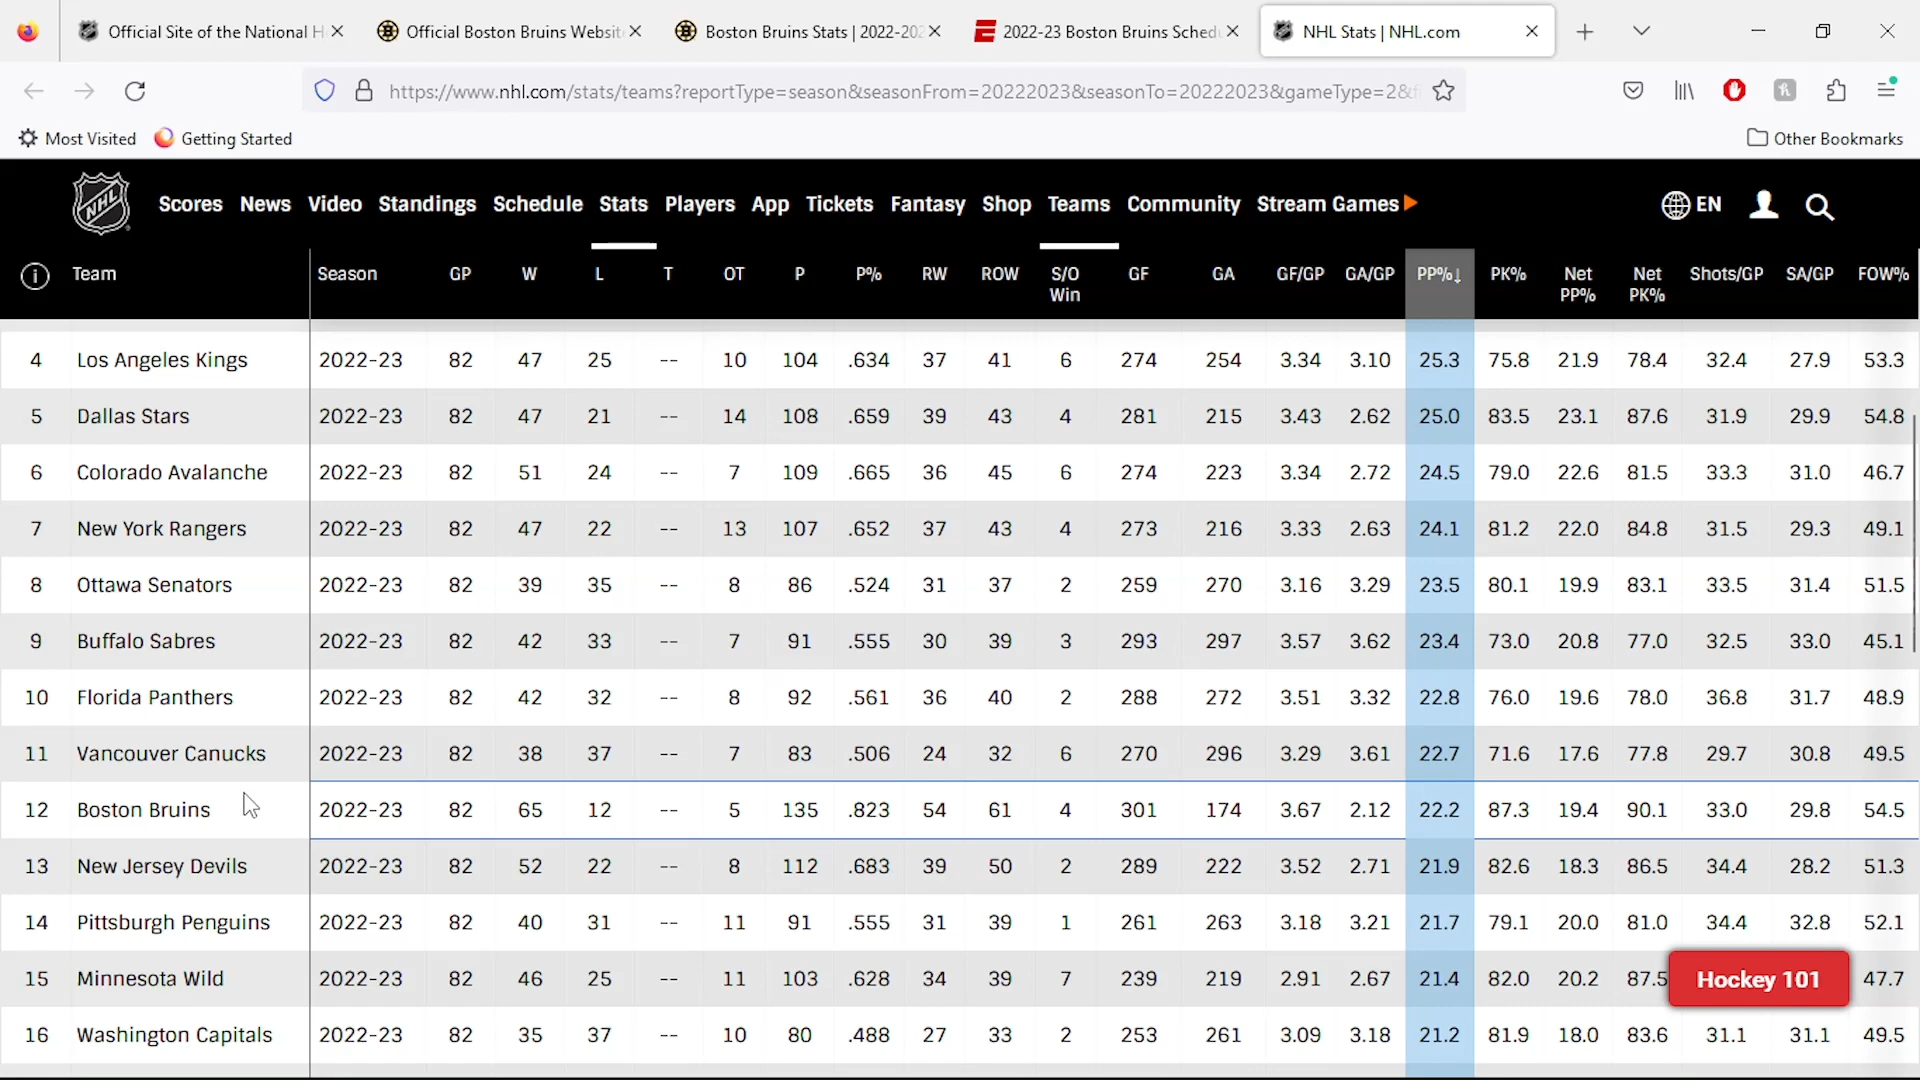 Official Site of the National H
Official Boston Bruins Website
Boston Bruins Stats | 2022-202
2022-23 Boston Bruins Schedu
NHL Stats | NHL.com
https://www.nhl.com/stats/teams?reportType=season&seasonFrom=20222023&seasonTo=20222023&gameType=2&f
Most Visited Getting Started Other Bookmarks
NHL Scores News Video Standings Schedule Stats Players App Tickets Fantasy Shop Teams Community Stream Games EN
Team Season GP W L T OT P P% RW ROW S/O Win GF GA GF/GP GA/GP PP%↓ PK% Net PP% Net PK% Shots/GP SA/GP FOW%
4 Los Angeles Kings 2022-23 82 47 25 -- 10 104 .634 37 41 6 274 254 3.34 3.10 25.3 75.8 21.9 78.4 32.4 27.9 53.3
5 Dallas Stars 2022-23 82 47 21 -- 14 108 .659 39 43 4 281 215 3.43 2.62 25.0 83.5 23.1 87.6 31.9 29.9 54.8
6 Colorado Avalanche 2022-23 82 51 24 -- 7 109 .665 36 45 6 274 223 3.34 2.72 24.5 79.0 22.6 81.5 33.3 31.0 46.7
7 New York Rangers 2022-23 82 47 22 -- 13 107 .652 37 43 4 273 216 3.33 2.63 24.1 81.2 22.0 84.8 31.5 29.3 49.1
8 Ottawa Senators 2022-23 82 39 35 -- 8 86 .524 31 37 2 259 270 3.16 3.29 23.5 80.1 19.9 83.1 33.5 31.4 51.5
9 Buffalo Sabres 2022-23 82 42 33 -- 7 91 .555 30 39 3 293 297 3.57 3.62 23.4 73.0 20.8 77.0 32.5 33.0 45.1
10 Florida Panthers 2022-23 82 42 32 -- 8 92 .561 36 40 2 288 272 3.51 3.32 22.8 76.0 19.6 78.0 36.8 31.7 48.9
11 Vancouver Canucks 2022-23 82 38 37 -- 7 83 .506 24 32 6 270 296 3.29 3.61 22.7 71.6 17.6 77.8 29.7 30.8 49.5
12 Boston Bruins 2022-23 82 65 12 -- 5 135 .823 54 61 4 301 174 3.67 2.12 22.2 87.3 19.4 90.1 33.0 29.8 54.5
13 New Jersey Devils 2022-23 82 52 22 -- 8 112 .683 39 50 2 289 222 3.52 2.71 21.9 82.6 18.3 86.5 34.4 28.2 51.3
14 Pittsburgh Penguins 2022-23 82 40 31 -- 11 91 .555 31 39 1 261 263 3.18 3.21 21.7 79.1 20.0 81.0 34.4 32.8 52.1
15 Minnesota Wild 2022-23 82 46 25 -- 11 103 .628 34 39 7 239 219 2.91 2.67 21.4 82.0 20.2 87.5 Hockey 101 47.7
16 Washington Capitals 2022-23 82 35 37 -- 10 80 .488 27 33 2 253 261 3.09 3.18 21.2 81.9 18.0 83.6 31.1 31.1 49.5